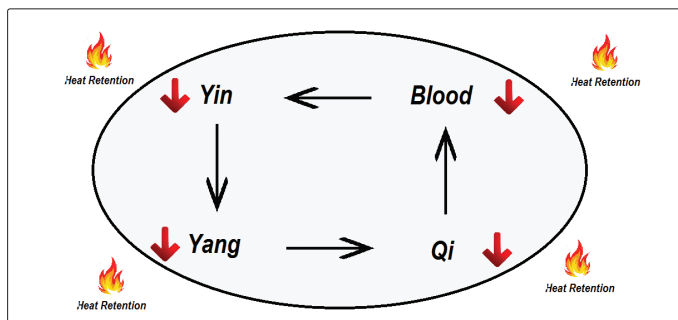 Heat Retention
Heat Retention
Yin
Blood
Yang
Qi
Heat Retention
Heat Retention